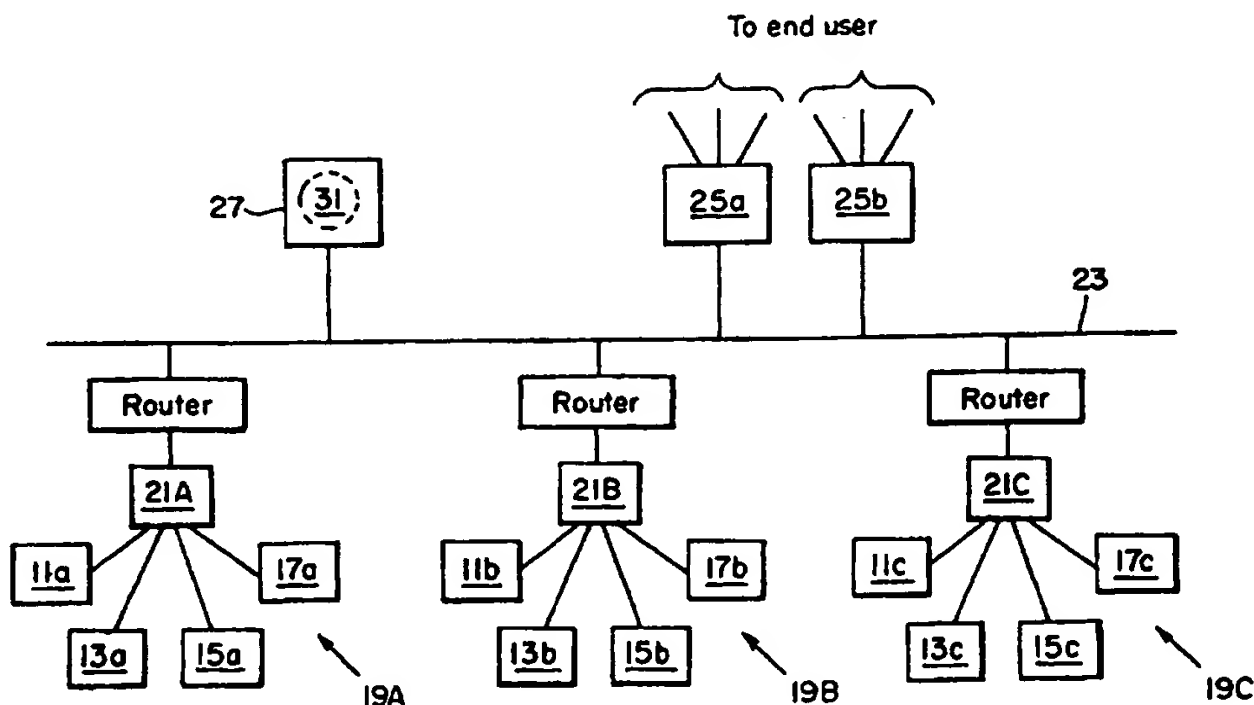 To end user
27
31
25a
25b
23
Router
Router
Router
21A
21B
21C
11a
17a
11b
17b
11c
17c
13a
15a
13b
15b
13c
15c
19A
19B
19C